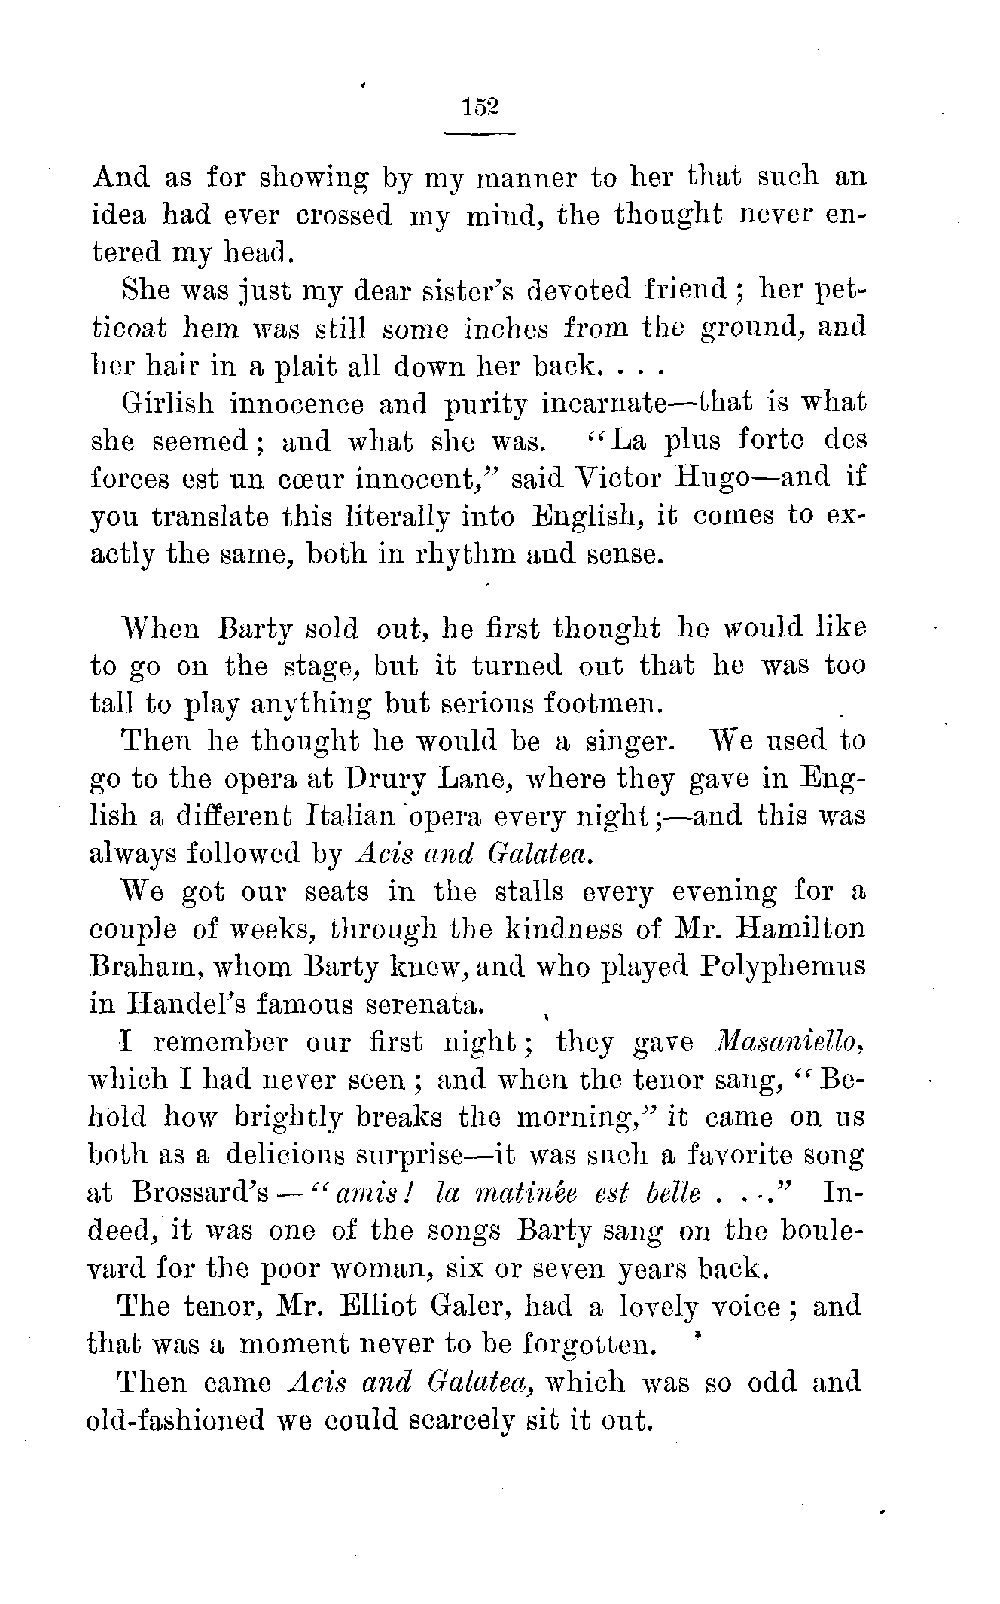 152
And as for showing by my manner to her that such an
idea had ever crossed my mind, the thought never en-
tered my head.
She was just my dear sister's devoted friend ; her pet-
ticoat hem was still some inches from the ground, and
her hair in a plait all down her back. . . .
Girlish innocence and purity incarnate—that is what
she seemed ; and what she was. “La plus forte des
forces est un cœur innocent,” said Victor Hugo—and if
you translate this literally into English, it comes to ex-
actly the same, both in rhythm and sense.
When Barty sold out, he first thought he would like
to go on the stage, but it turned out that he was too
tall to play anything but serious footmen.
Then he thought he would be a singer. We used to
go to the opera at Drury Lane, where they gave in Eng-
lish a different Italian opera every night ;—and this was
always followed by Acis and Galatea.
We got our seats in the stalls every evening for a
couple of weeks, through the kindness of Mr. Hamilton
Braham, whom Barty knew, and who played Polyphemus
in Handel's famous serenata.
I remember our first night ; they gave Masaniello,
which I had never seen ; and when the tenor sang, “ Be-
hold how brightly breaks the morning,” it came on us
both as a delicious surprise—it was such a favorite song
at Brossard's — “amis! la matinée est belle . . .” In-
deed, it was one of the songs Barty sang on the boule-
vard for the poor woman, six or seven years back.
The tenor, Mr. Elliot Galer, had a lovely voice ; and
that was a moment never to be forgotten.
Then came Acis and Galatea, which was so odd and
old-fashioned we could scarcely sit it out.